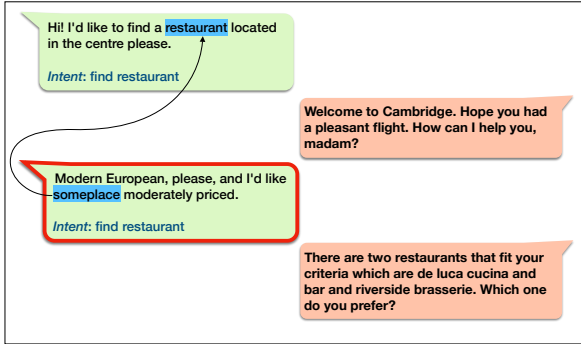 Hi! I'd like to find a restaurant located
in the centre please.
Intent: find restaurant
Welcome to Cambridge. Hope you had
a pleasant flight. How can I help you,
madam?
Modern European, please, and I'd like
someplace moderately priced.
Intent: find restaurant
There are two restaurants that fit your
criteria which are de luca cucina and
bar and riverside brasserie. Which one
do you prefer?